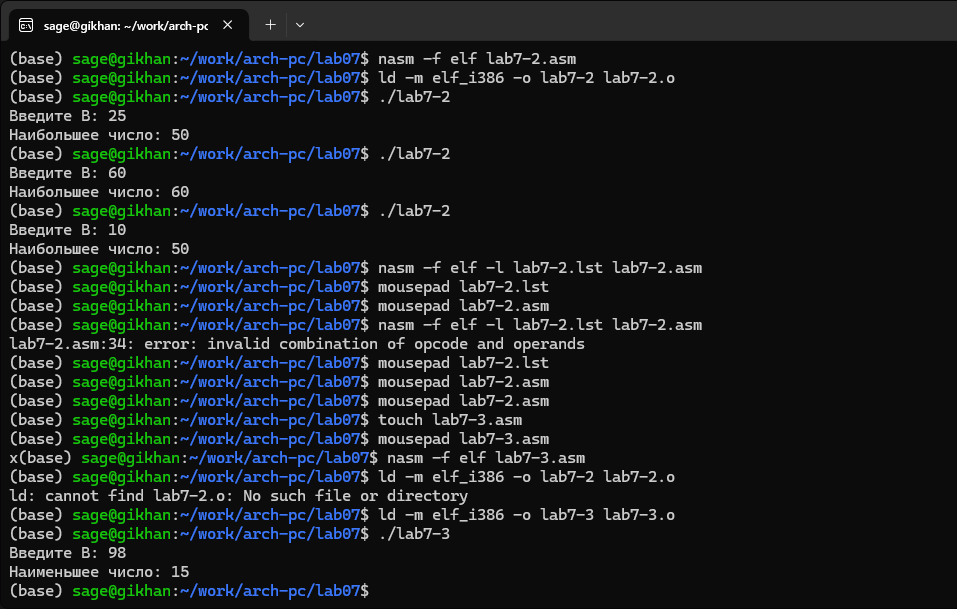 sage@gikhan: ~/work/arch-pc
(base) sage@gikhan:~/work/arch-pc/lab07$ nasm -f elf lab7-2.asm
(base) sage@gikhan:~/work/arch-pc/lab07$ ld -m elf_i386 -o lab7-2 lab7-2.o
(base) sage@gikhan:~/work/arch-pc/lab07$ ./lab7-2
Введите B: 25
Наибольшее число: 50
(base) sage@gikhan:~/work/arch-pc/lab07$ ./lab7-2
Введите B: 60
Наибольшее число: 60
(base) sage@gikhan:~/work/arch-pc/lab07$ ./lab7-2
Введите B: 10
Наибольшее число: 50
(base) sage@gikhan:~/work/arch-pc/lab07$ nasm -f elf -l lab7-2.lst lab7-2.asm
(base) sage@gikhan:~/work/arch-pc/lab07$ mousepad lab7-2.lst
(base) sage@gikhan:~/work/arch-pc/lab07$ mousepad lab7-2.asm
(base) sage@gikhan:~/work/arch-pc/lab07$ nasm -f elf -l lab7-2.lst lab7-2.asm
lab7-2.asm:34: error: invalid combination of opcode and operands
(base) sage@gikhan:~/work/arch-pc/lab07$ mousepad lab7-2.lst
(base) sage@gikhan:~/work/arch-pc/lab07$ mousepad lab7-2.asm
(base) sage@gikhan:~/work/arch-pc/lab07$ mousepad lab7-2.asm
(base) sage@gikhan:~/work/arch-pc/lab07$ touch lab7-3.asm
(base) sage@gikhan:~/work/arch-pc/lab07$ mousepad lab7-3.asm
x(base) sage@gikhan:~/work/arch-pc/lab07$ nasm -f elf lab7-3.asm
(base) sage@gikhan:~/work/arch-pc/lab07$ ld -m elf_i386 -o lab7-2 lab7-2.o
ld: cannot find lab7-2.o: No such file or directory
(base) sage@gikhan:~/work/arch-pc/lab07$ ld -m elf_i386 -o lab7-3 lab7-3.o
(base) sage@gikhan:~/work/arch-pc/lab07$ ./lab7-3
Введите B: 98
Наименьшее число: 15
(base) sage@gikhan:~/work/arch-pc/lab07$